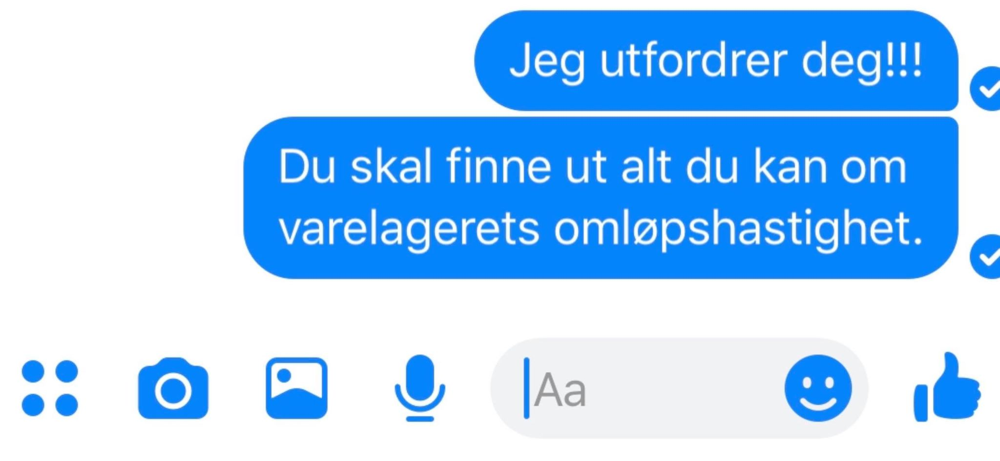 Jeg utfordrer deg!!!
Du skal finne ut alt du kan om
varelagerets omløpshastighet.
Aa